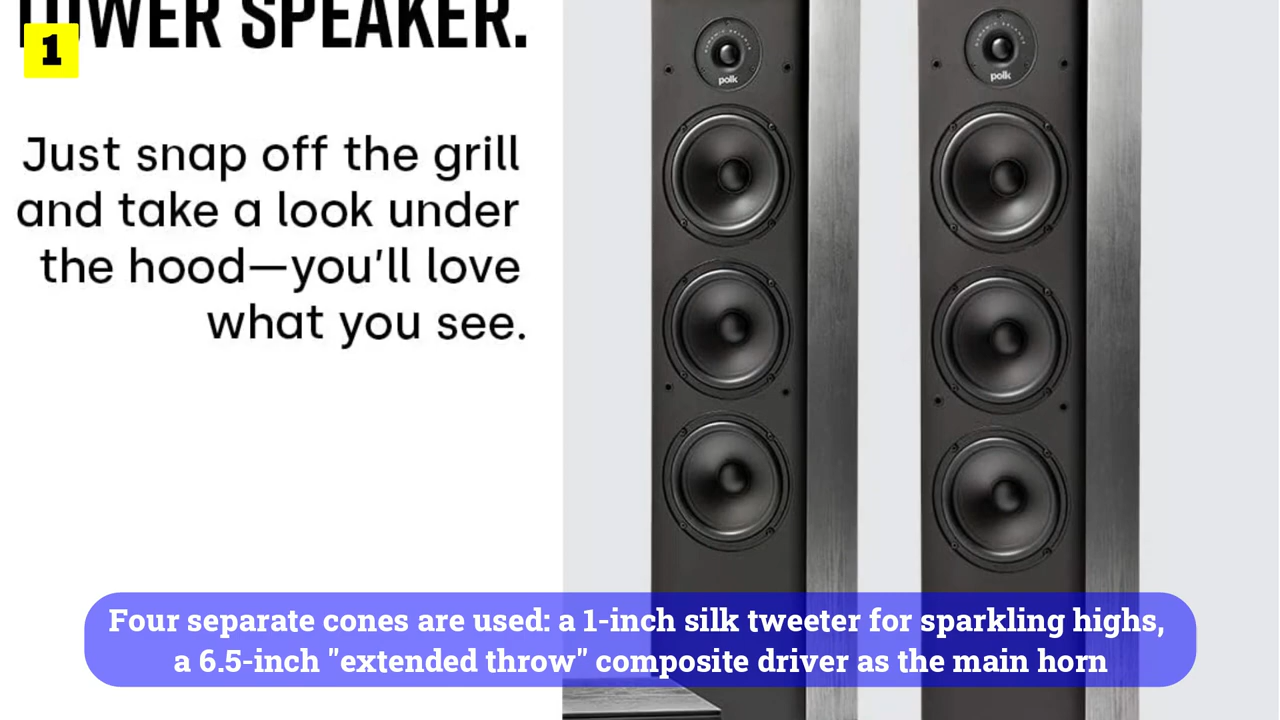 TOWER SPEAKER.
1
Just snap off the grill
and take a look under
the hood—you'll love
what you see.
polk
polk
Four separate cones are used: a 1-inch silk tweeter for sparkling highs,
a 6.5-inch "extended throw" composite driver as the main horn